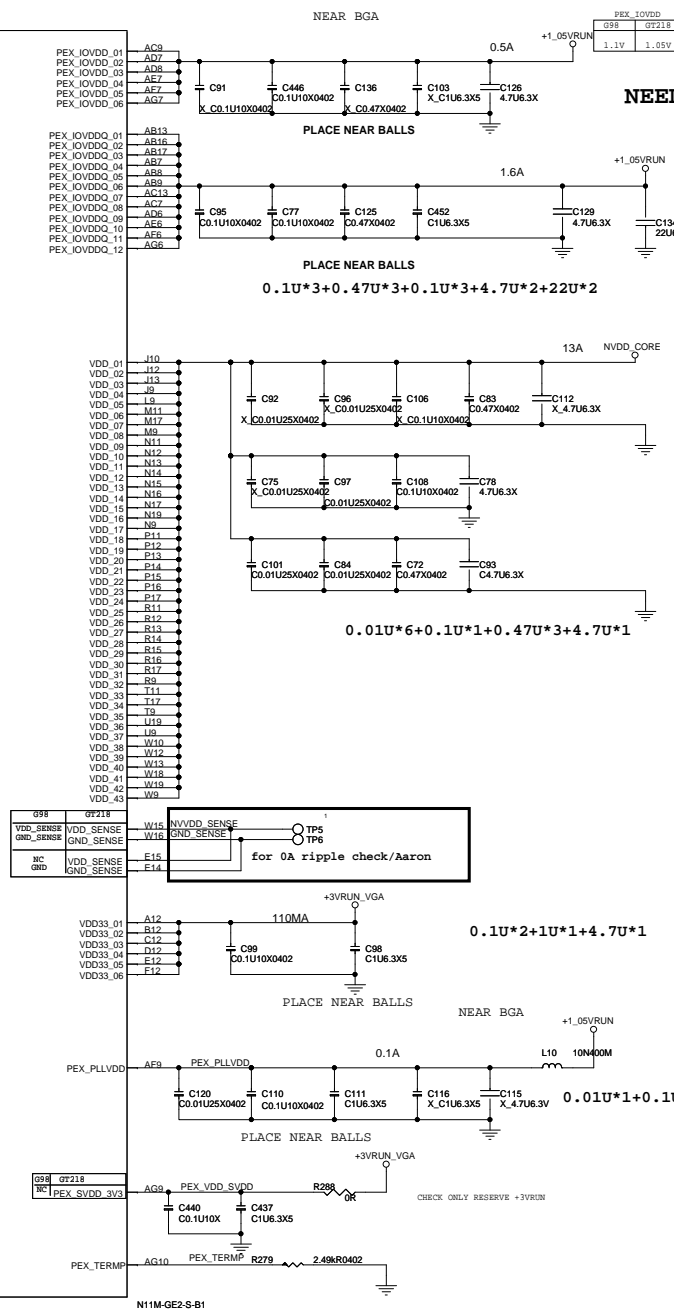 NEAR BGA
PEX_IOVDD
G98 GT218
1.1V 1.05V
+1_05VRUN
0.5A
PEX_IOVDD_01 AC9
PEX_IOVDD_02 AD7
PEX_IOVDD_03 AD8
PEX_IOVDD_04 AE7
PEX_IOVDD_05 AF7
PEX_IOVDD_06 AG7
C91 X_C0.1U10X0402
C446 C0.1U10X0402
C136 X_C0.47X0402
C103 X_C1U6.3X5
C126 4.7U6.3X
PLACE NEAR BALLS
PEX_IOVDDQ_01 AB13
PEX_IOVDDQ_02 AB16
PEX_IOVDDQ_03 AB17
PEX_IOVDDQ_04 AB7
PEX_IOVDDQ_05 AB8
PEX_IOVDDQ_06 AB9
PEX_IOVDDQ_07 AC13
PEX_IOVDDQ_08 AC7
PEX_IOVDDQ_09 AD6
PEX_IOVDDQ_10 AE6
PEX_IOVDDQ_11 AF6
PEX_IOVDDQ_12 AG6
1.6A
+1_05VRUN
C95 C0.1U10X0402
C77 C0.1U10X0402
C125 C0.47X0402
C452 C1U6.3X5
C129 4.7U6.3X
PLACE NEAR BALLS
0.1U*3+0.47U*3+0.1U*3+4.7U*2+22U*2
VDD_01 J10
VDD_02 J12
VDD_03 J13
VDD_04 J9
VDD_05 L9
VDD_06 M11
VDD_07 M17
VDD_08 M9
VDD_09 N11
VDD_10 N12
VDD_11 N13
VDD_12 N14
VDD_13 N15
VDD_14 N16
VDD_15 N17
VDD_16 N19
VDD_17 N9
VDD_18 P11
VDD_19 P12
VDD_20 P13
VDD_21 P14
VDD_22 P15
VDD_23 P16
VDD_24 P17
VDD_25 R11
VDD_26 R12
VDD_27 R13
VDD_28 R14
VDD_29 R15
VDD_30 R16
VDD_31 R17
VDD_32 R9
VDD_33 T11
VDD_34 T17
VDD_35 T9
VDD_36 U19
VDD_37 U9
VDD_38 W10
VDD_39 W12
VDD_40 W13
VDD_41 W18
VDD_42 W19
VDD_43 W9
13A NVDD_CORE
C92 X_C0.01U25X0402
C96 X_C0.01U25X0402
C106 X_C0.1U10X0402
C83 C0.47X0402
C112 X_4.7U6.3X
C75 X_C0.01U25X0402
C97 C0.01U25X0402
C108 C0.1U10X0402
C78 4.7U6.3X
C101 C0.01U25X0402
C84 C0.01U25X0402
C72 C0.47X0402
C93 C4.7U6.3X
0.01U*6+0.1U*1+0.47U*3+4.7U*1
G98 GT218
VDD_SENSE VDD_SENSE W15 NVVDD_SENSE
GND_SENSE GND_SENSE W16 GND_SENSE
NC VDD_SENSE E15
GND GND_SENSE E14
1
TP5
TP6
for 0A ripple check/Aaron
VDD33_01 A12
VDD33_02 B12
VDD33_03 C12
VDD33_04 D12
VDD33_05 E12
VDD33_06 F12
+3VRUN_VGA
110MA
C99 C0.1U10X0402
C98 C1U6.3X5
0.1U*2+1U*1+4.7U*1
PLACE NEAR BALLS
NEAR BGA
+1_05VRUN
L10 10N400M
0.1A
PEX_PLLVDD AF9 PEX_PLLVDD
C120 C0.01U25X0402
C110 C0.1U10X0402
C111 C1U6.3X5
C116 X_C1U6.3X5
C115 X_4.7U6.3V
PLACE NEAR BALLS
+3VRUN_VGA
G98 GT218
NC PEX_SVDD_3V3 AG9 PEX_VDD_SVDD
R288 0R
CHECK ONLY RESERVE +3VRUN
C440 C0.1U10X
C437 C1U6.3X5
PEX_TERMP AG10 PEX_TERMP R279 2.49kR0402
N11M-GE2-S-B1